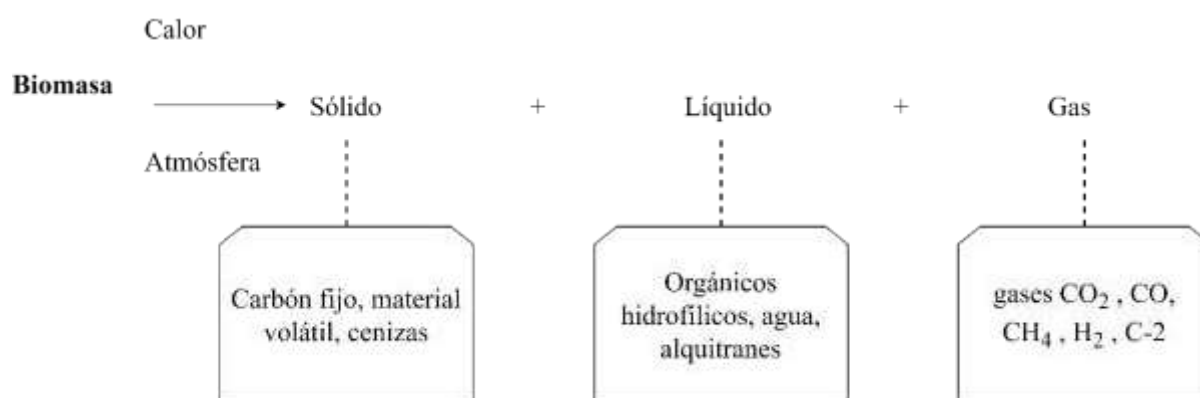 Calor
Biomasa
Sólido + Líquido + Gas
Atmósfera
Carbón fijo, material
volátil, cenizas
Orgánicos
hidrofílicos, agua,
alquitranes
gases CO₂ , CO,
CH₄ , H₂ , C-2